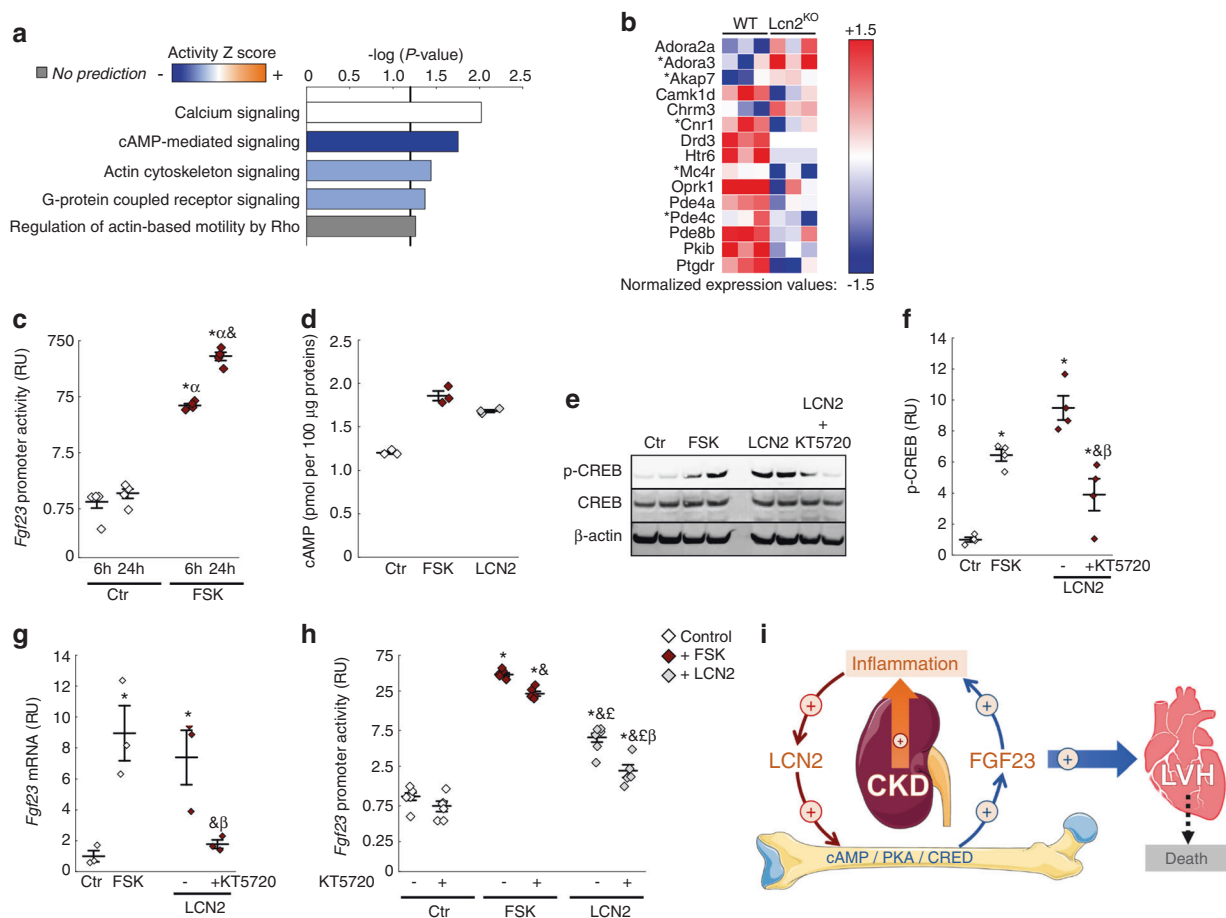 a
Activity Z score
No prediction
-
+
-log (P-value)
0 0.5 1.0 1.5 2.0 2.5
Calcium signaling
cAMP-mediated signaling
Actin cytoskeleton signaling
G-protein coupled receptor signaling
Regulation of actin-based motility by Rho
b
WT Lcn2KO
+1.5
Adora2a
*Adora3
*Akap7
Camk1d
Chrm3
*Cnr1
Drd3
Htr6
*Mc4r
Oprk1
Pde4a
*Pde4c
Pde8b
Pkib
Ptgdr
Normalized expression values: -1.5
c
Fgf23 promoter activity (RU)
750
75
7.5
0.75
0
*α
*α&
6h 24h 6h 24h
Ctr FSK
d
cAMP (pmol per 100 µg proteins)
2.5
2.0
1.5
1.0
0.5
0
Ctr FSK LCN2
e
LCN2
+
Ctr FSK LCN2 KT5720
p-CREB
CREB
β-actin
f
p-CREB (RU)
14
12
10
8
6
4
2
0
*
*
*&β
Ctr FSK - +KT5720
LCN2
g
Fgf23 mRNA (RU)
14
12
10
8
6
4
2
0
*
*
&β
Ctr FSK - +KT5720
LCN2
h
Fgf23 promoter activity (RU)
75
25
7.5
2.5
0.75
0.25
0
*
*&
*&£
*&£β
KT5720 - + - + - +
Ctr FSK LCN2
Control
+ FSK
+ LCN2
i
Inflammation
+
+
+
LCN2
CKD
FGF23
+
LVH
+
+
cAMP / PKA / CRED
Death